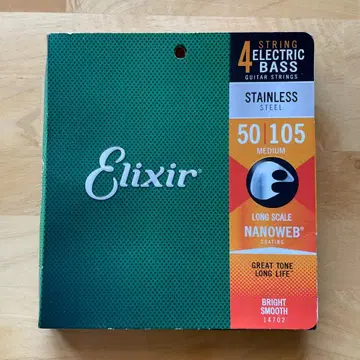 4 STRING
ELECTRIC
BASS
GUITAR STRINGS
STAINLESS
STEEL
50|105
MEDIUM
Elixir®
LONG SCALE
NANOWEB®
COATING
GREAT TONE
LONG LIFE™
BRIGHT
SMOOTH
14702